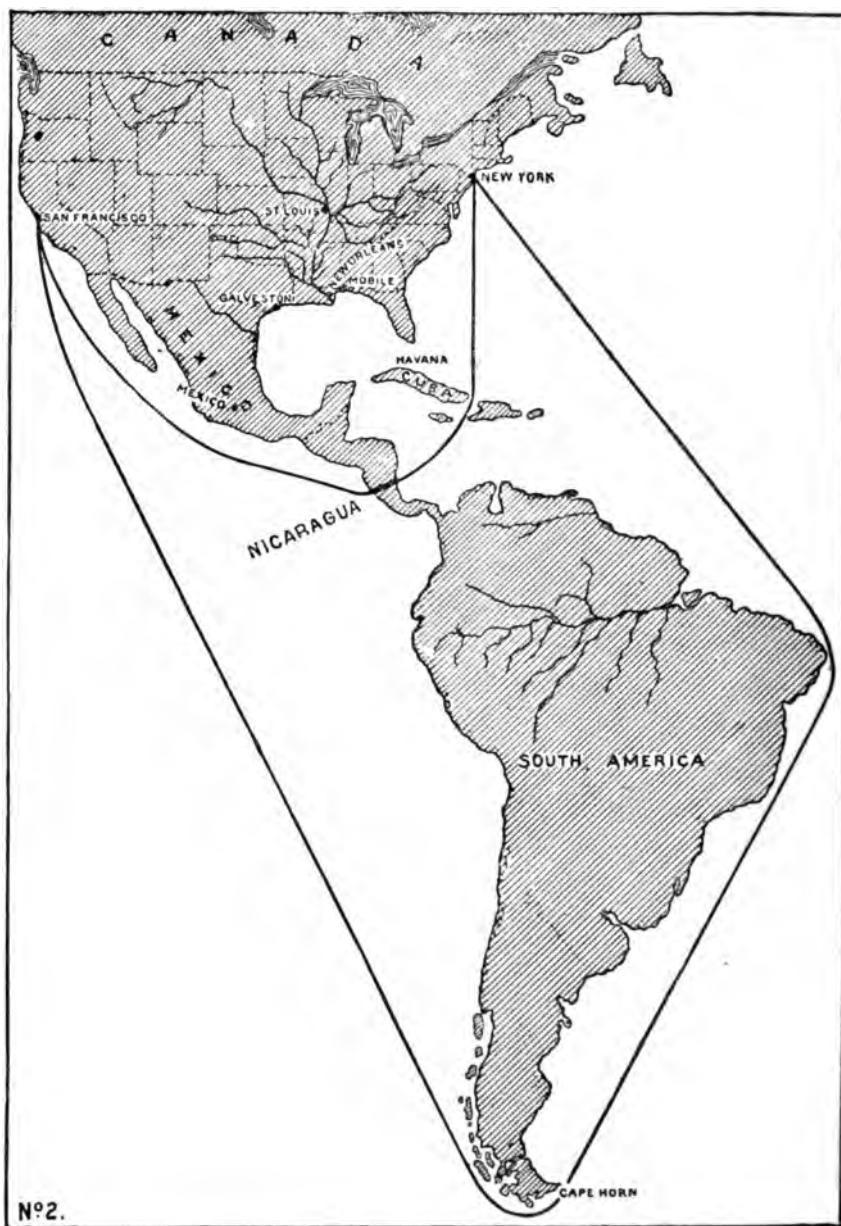 CANADA
NEW YORK
SAN FRANCISCO
ST LOUIS
NEW ORLEANS
MOBILE
GALVESTON
MEXICO
HAVANA
CUBA
MEXICO
NICARAGUA
SOUTH AMERICA
CAPE HORN
Nº2.